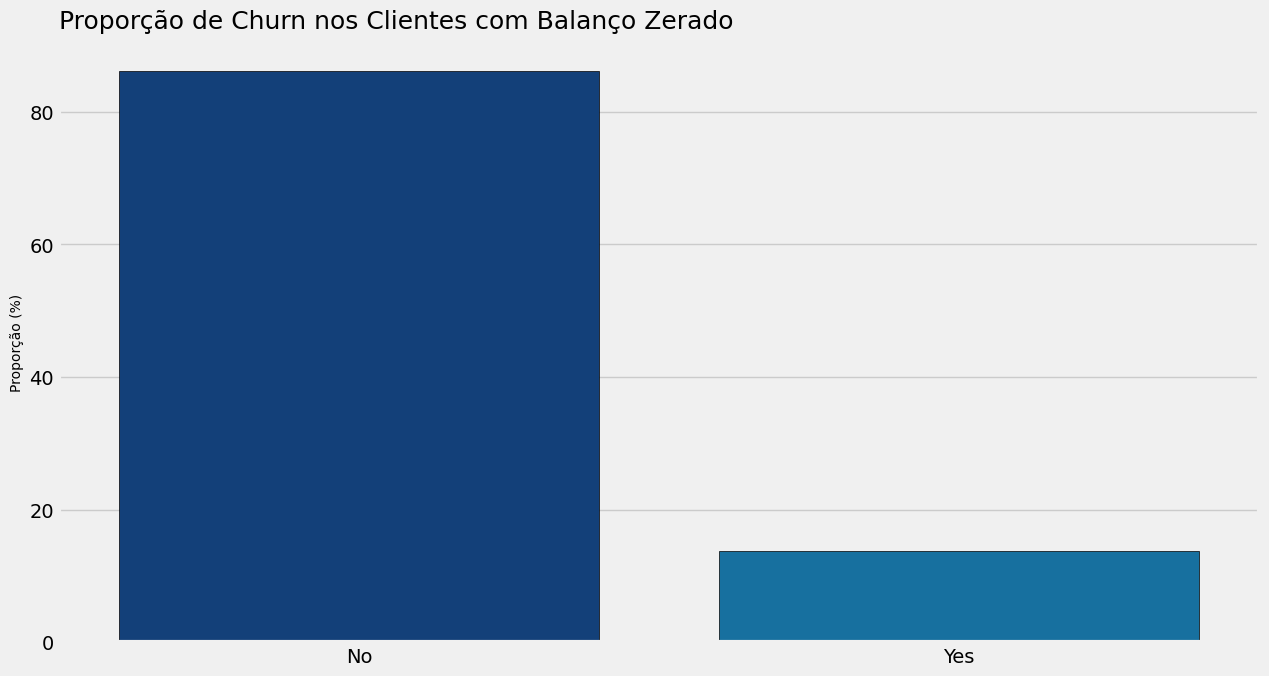 Proporção de Churn nos Clientes com Balanço Zerado
80
60
40
20
0
Proporção (%)
No
Yes